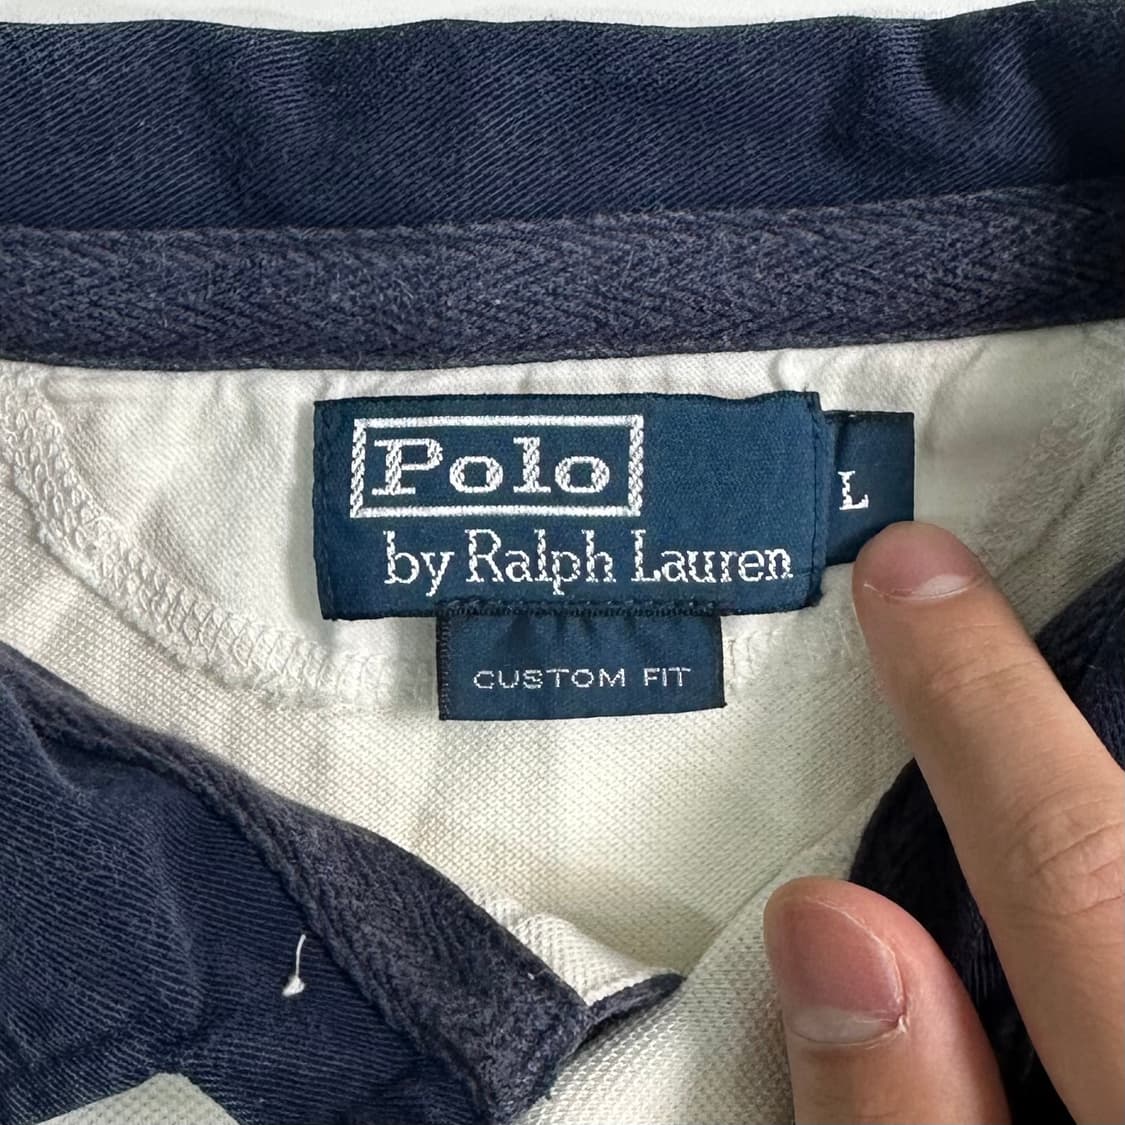 Polo
by Ralph Lauren
L
CUSTOM FIT